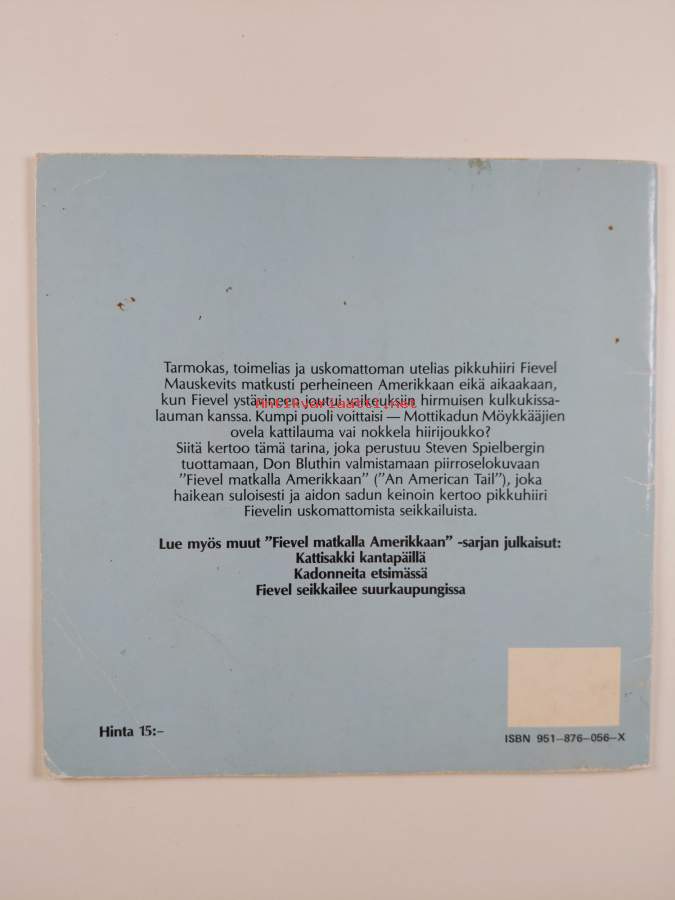 Tarmokas, toimelias ja uskomattoman utelias pikkuhiiri Fievel
Mauskevits matkusti perheineen Amerikkaan eikä aikaakaan,
kun Fievel ystävineen joutui vaikeuksiin hirmuisen kulkukissa-
Antikvariaatti.net
lauman kanssa. Kumpi puoli voittaisi — Mottikadun Möykkääjien
ovela kattilauma vai nokkela hiirijoukko?
Siitä kertoo tämä tarina, joka perustuu Steven Spielbergin
tuottamaan, Don Bluthin valmistamaan piirroselokuvaan
”Fievel matkalla Amerikkaan” (”An American Tail”), joka
haikean suloisesti ja aidon sadun keinoin kertoo pikkuhiiri
Fievelin uskomattomista seikkailuista.
Lue myös muut ”Fievel matkalla Amerikkaan” -sarjan julkaisut:
Kattisakki kantapäillä
Kadonneita etsimässä
Fievel seikkailee suurkaupungissa
Hinta 15:–
ISBN 951–876–056–X